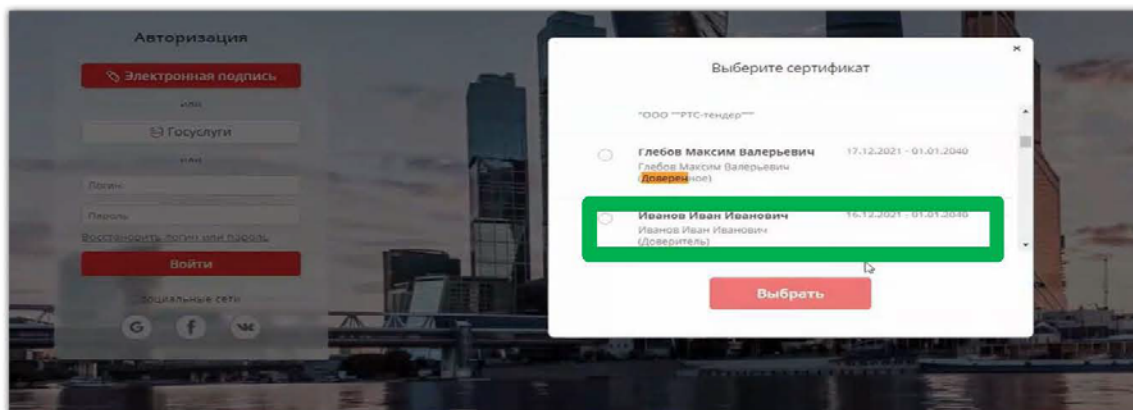 Авторизация
Электронная подпись
или
Госуслуги
или
Логин
Пароль
Восстановить логин или пароль
Войти
Социальные сети
G f
×
Выберите сертификат
"ООО ""РТС-тендер"""
Глебов Максим Валерьевич 17.12.2021 - 01.01.2040
Глебов Максим Валерьевич
(Доверенное)
Иванов Иван Иванович 16.12.2021 - 01.01.2040
Иванов Иван Иванович
(Доверитель)
Выбрать